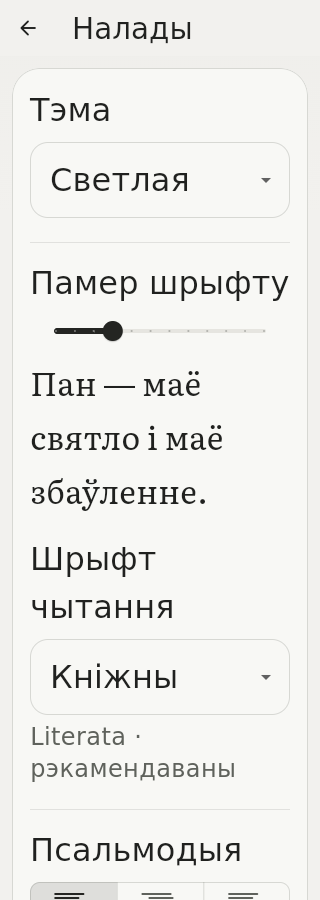 Налады
Тэма
Светлая
Памер шрыфту
Пан — маё
святло і маё
збаўленне.
Шрыфт
чытання
Кніжны
Literata ·
рэкамендаваны
Псальмодыя